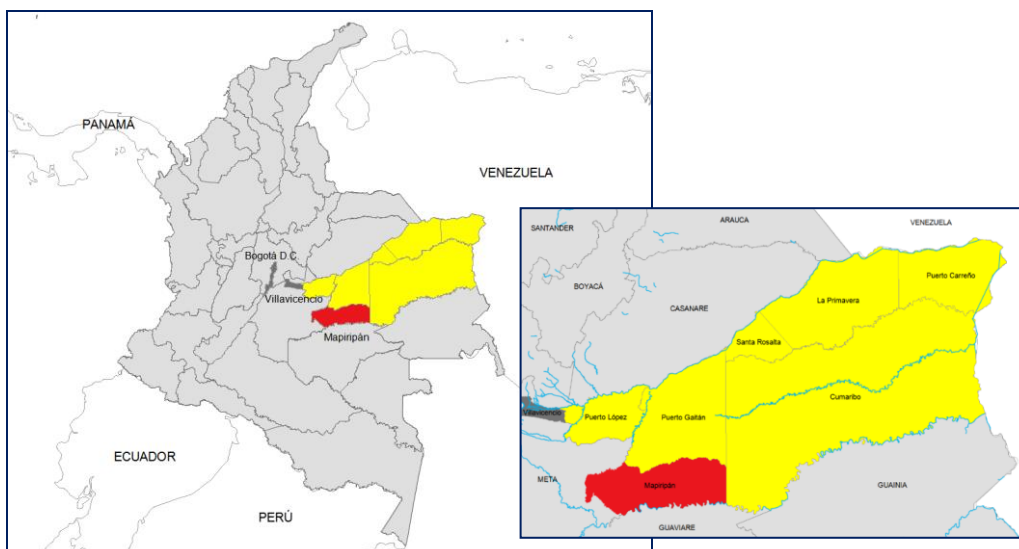 PANAMÁ
VENEZUELA
Bogotá D.C.
Villavicencio
Mapiripán
ECUADOR
PERÚ
SANTANDER
ARAUCA
VENEZUELA
BOYACÁ
CASANARE
Puerto Carreño
La Primavera
Santa Rosalía
Cumaribo
Villavicencio
Puerto López
Puerto Gaitán
META
Mapiripán
GUAINIA
GUAVIARE